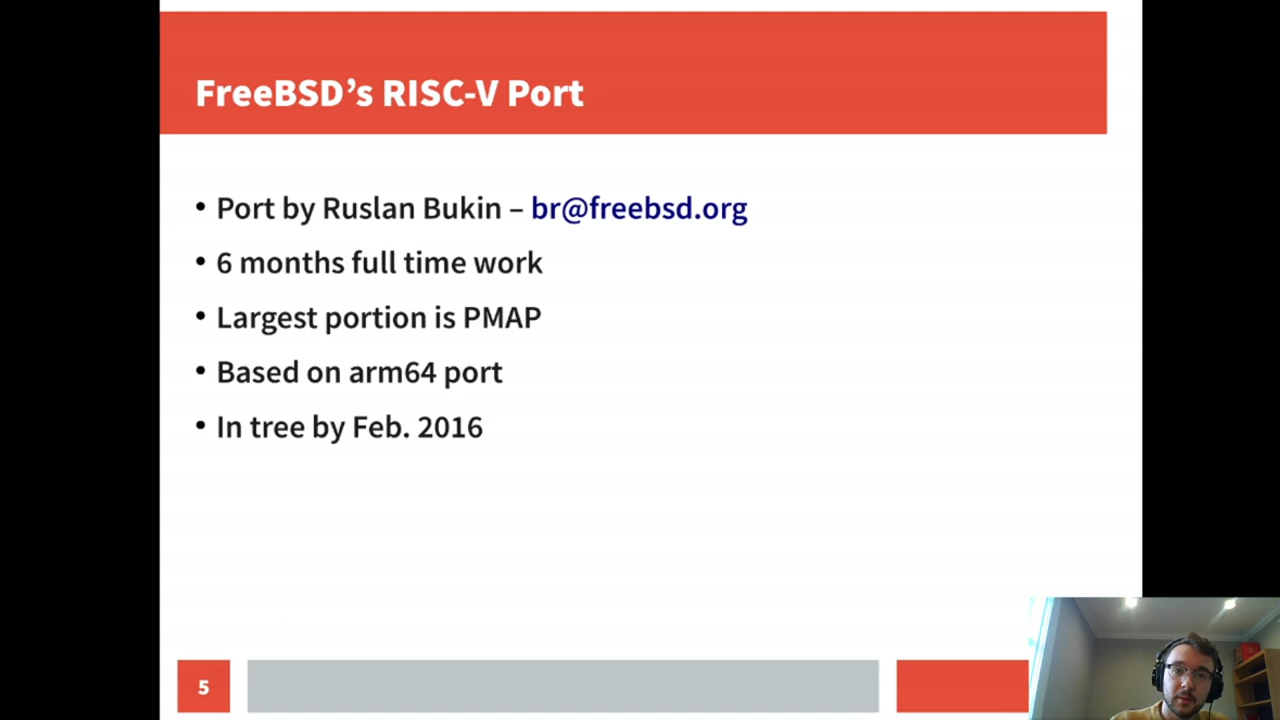 FreeBSD’s RISC-V Port
• Port by Ruslan Bukin – br@freebsd.org
• 6 months full time work
• Largest portion is PMAP
• Based on arm64 port
• In tree by Feb. 2016
5